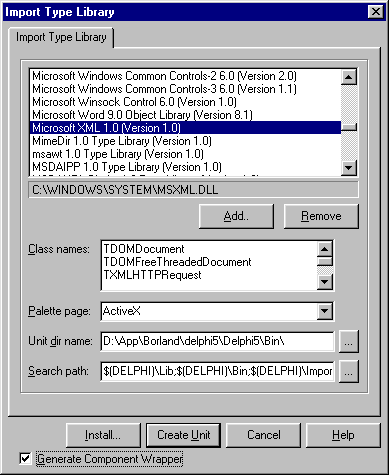 Import Type Library
Import Type Library
Microsoft Windows Common Controls-2 6.0 (Version 2.0)
Microsoft Windows Common Controls-3 6.0 (Version 1.1)
Microsoft Winsock Control 6.0 (Version 1.0)
Microsoft Word 9.0 Object Library (Version 8.1)
Microsoft XML 1.0 (Version 1.0)
MimeDir 1.0 Type Library (Version 1.0)
msawt 1.0 Type Library (Version 1.0)
MSDAIPP 1.0 Type Library (Version 1.0)
C:\WINDOWS\SYSTEM\MSXML.DLL
Add.. Remove
Class names: TDOMDocument
TDOMFreeThreadedDocument
TXMLHTTPRequest
Palette page: ActiveX
Unit dir name: D:\App\Borland\delphi5\Delphi5\Bin\ ...
Search path: $(DELPHI)\Lib;$(DELPHI)\Bin;$(DELPHI)\Impor ...
Install... Create Unit Cancel Help
Generate Component Wrapper